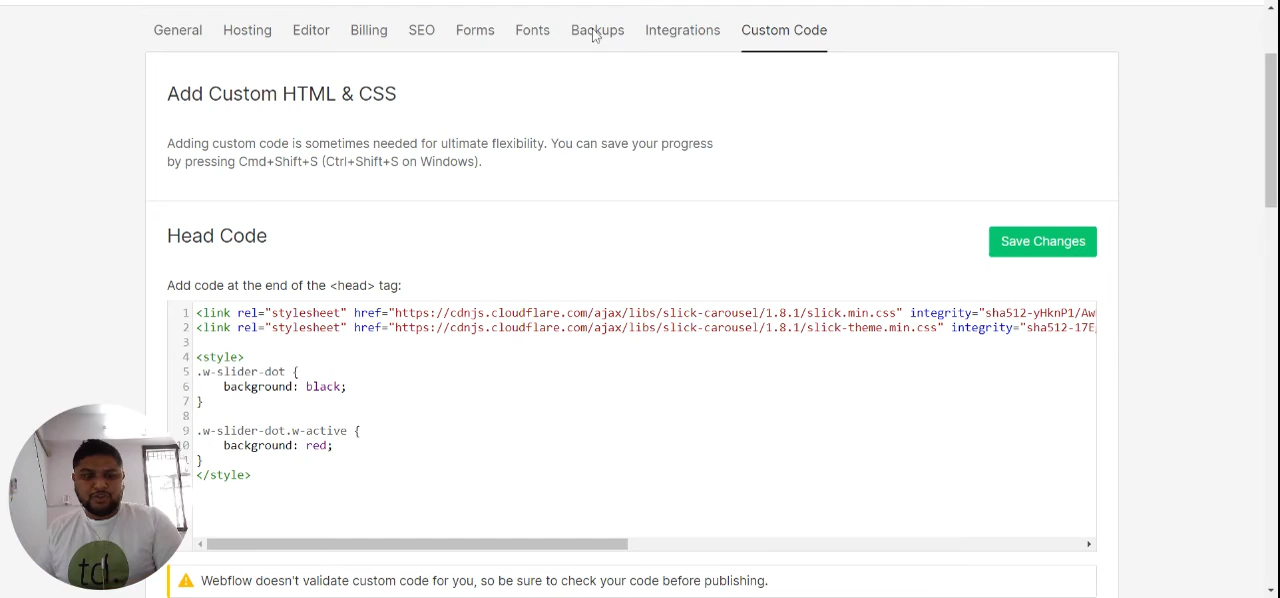 General Hosting Editor Billing SEO Forms Fonts Backups Integrations Custom Code
Add Custom HTML & CSS
Adding custom code is sometimes needed for ultimate flexibility. You can save your progress
by pressing Cmd+Shift+S (Ctrl+Shift+S on Windows).
Head Code
Save Changes
Add code at the end of the <head> tag:
1 <link rel="stylesheet" href="https://cdnjs.cloudflare.com/ajax/libs/slick-carousel/1.8.1/slick.min.css" integrity="sha512-yHknP1/Aw
2 <link rel="stylesheet" href="https://cdnjs.cloudflare.com/ajax/libs/slick-carousel/1.8.1/slick-theme.min.css" integrity="sha512-17E
3
4 <style>
5 .w-slider-dot {
6 background: black;
7 }
8
9 .w-slider-dot.w-active {
10 background: red;
}
</style>
td.
Webflow doesn't validate custom code for you, so be sure to check your code before publishing.